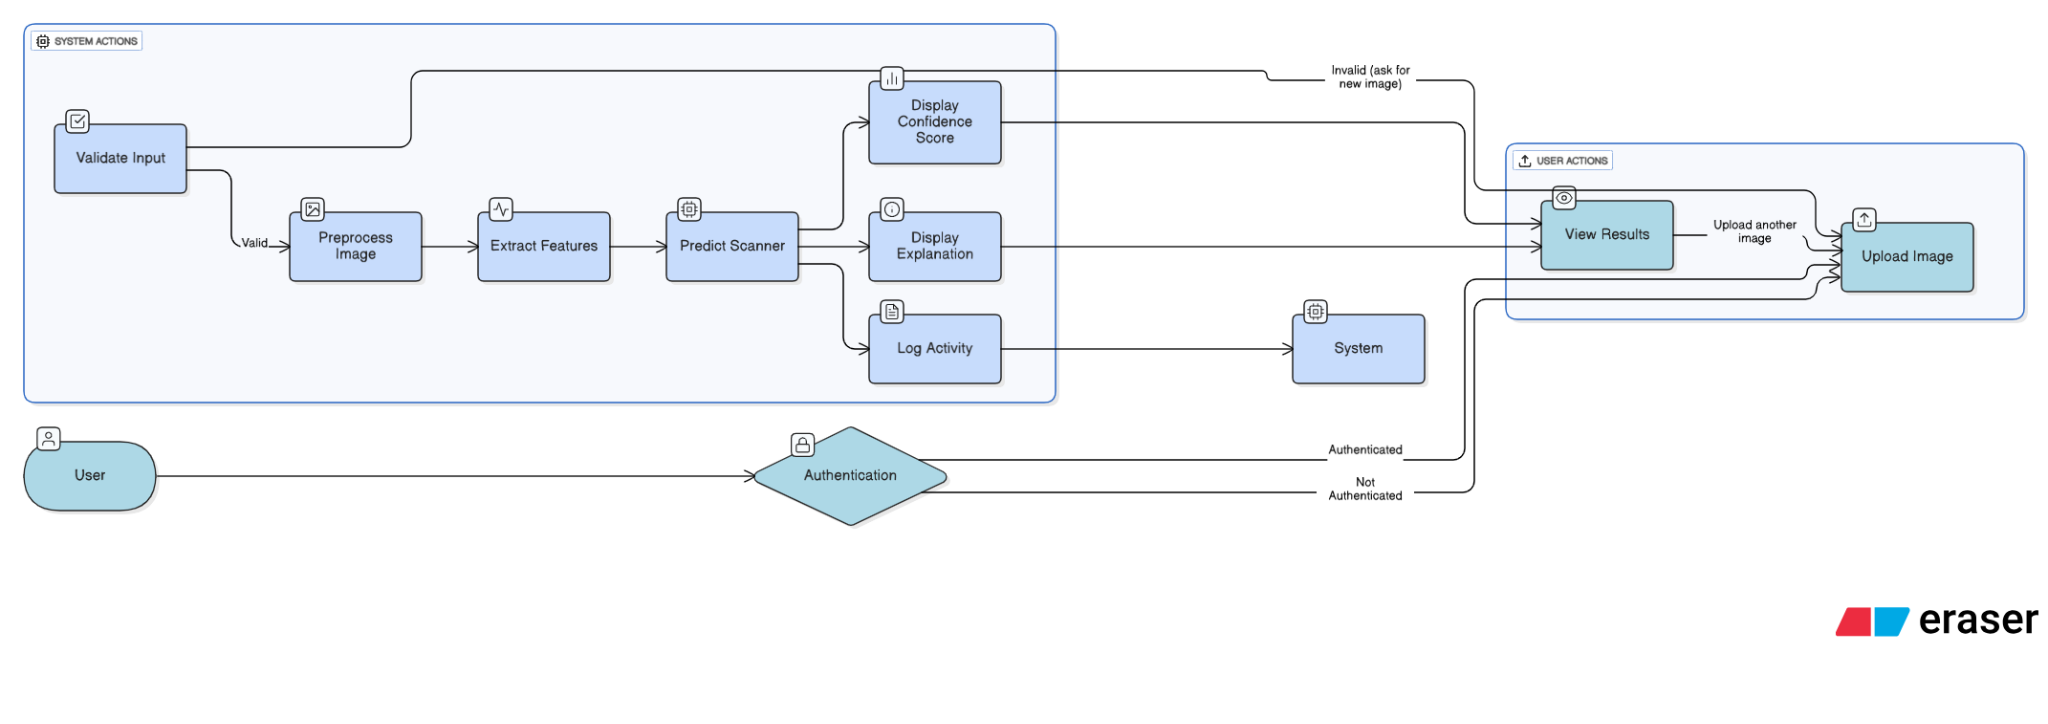 SYSTEM ACTIONS
Invalid (ask for
new image)
Display
Confidence
Score
Validate Input
USER ACTIONS
Valid
Preprocess
Image
Extract Features
Predict Scanner
Display
Explanation
View Results
Upload another
image
Upload Image
Log Activity
System
User
Authentication
Authenticated
Not
Authenticated
eraser